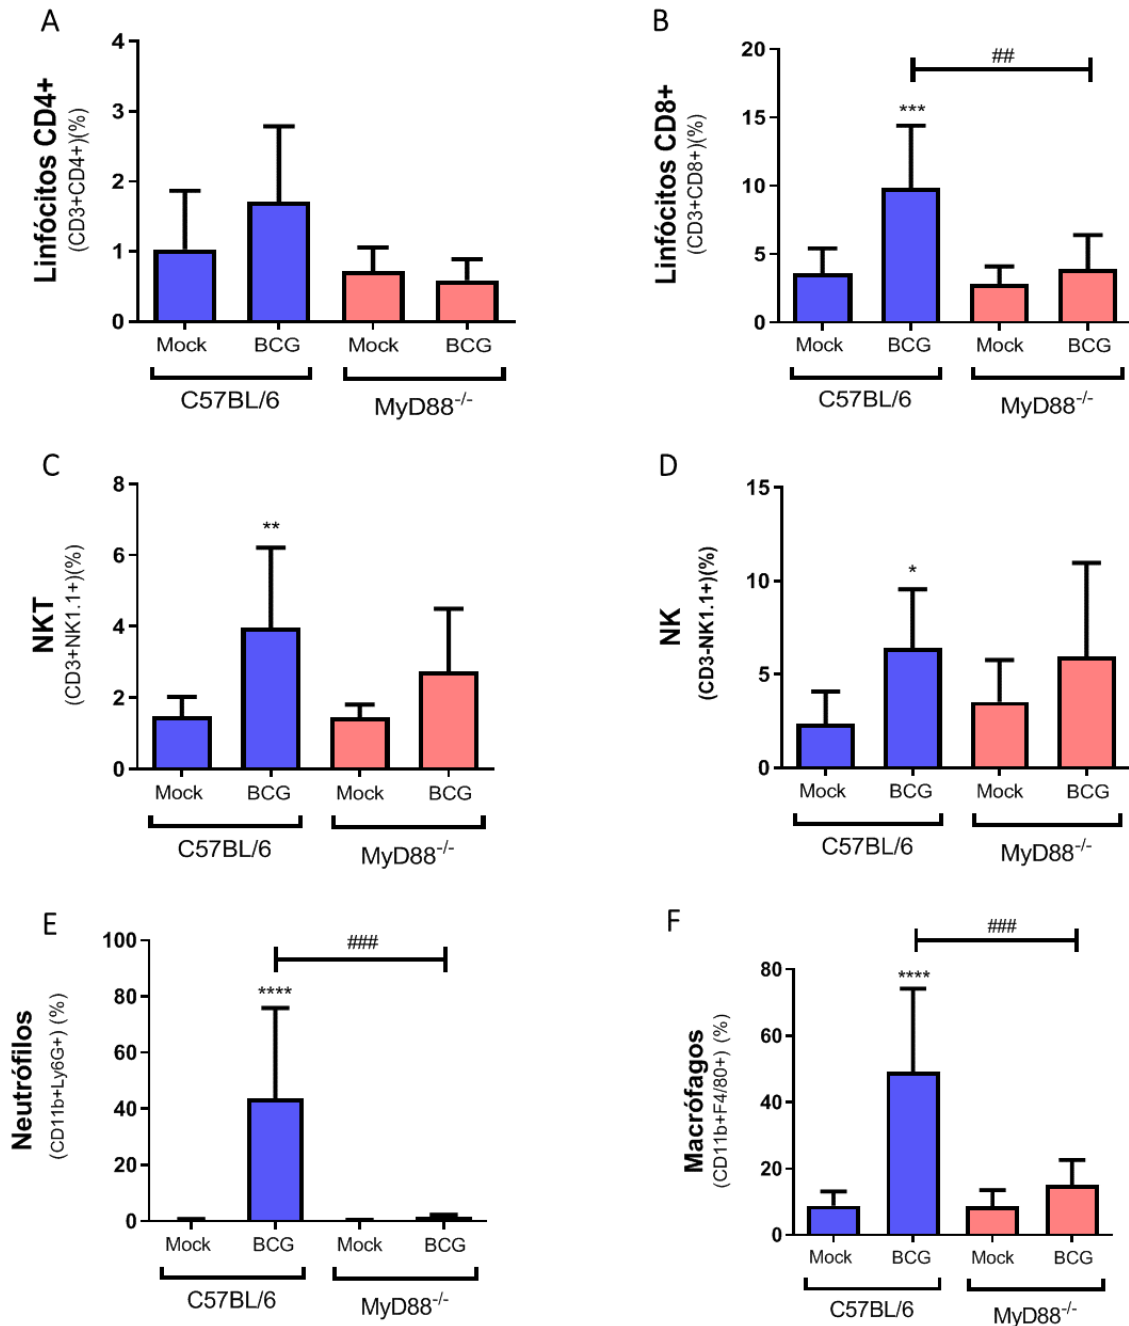 A
Linfócitos CD4+
(CD3+CD4+)(%)
4
3
2
1
0
Mock BCG Mock BCG
C57BL/6 MyD88-/-
B
Linfócitos CD8+
(CD3+CD8+)(%)
20
15
10
5
0
##
***
Mock BCG Mock BCG
C57BL/6 MyD88-/-
C
NKT
(CD3+NK1.1+)(%)
8
6
4
2
0
**
Mock BCG Mock BCG
C57BL/6 MyD88-/-
D
NK
(CD3-NK1.1+)(%)
15
10
5
0
*
Mock BCG Mock BCG
C57BL/6 MyD88-/-
E
Neutrófilos
(CD11b+Ly6G+) (%)
100
80
60
40
20
0
###
****
Mock BCG Mock BCG
C57BL/6 MyD88-/-
F
Macrófagos
(CD11b+F4/80+) (%)
80
60
40
20
0
###
****
Mock BCG Mock BCG
C57BL/6 MyD88-/-